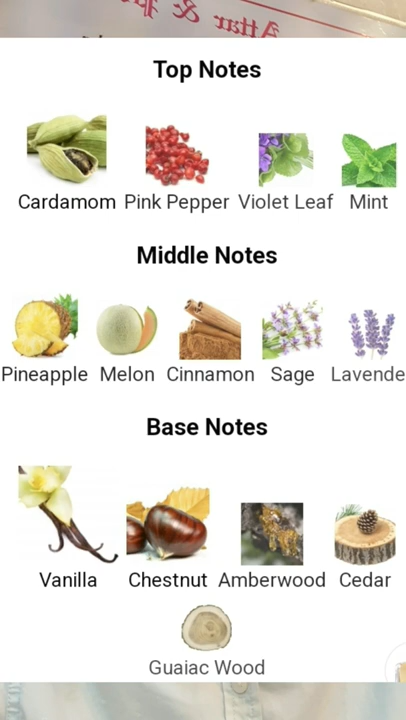 Top Notes
Cardamom Pink Pepper Violet Leaf Mint
Middle Notes
Pineapple Melon Cinnamon Sage Lavende
Base Notes
Vanilla Chestnut Amberwood Cedar
Guaiac Wood